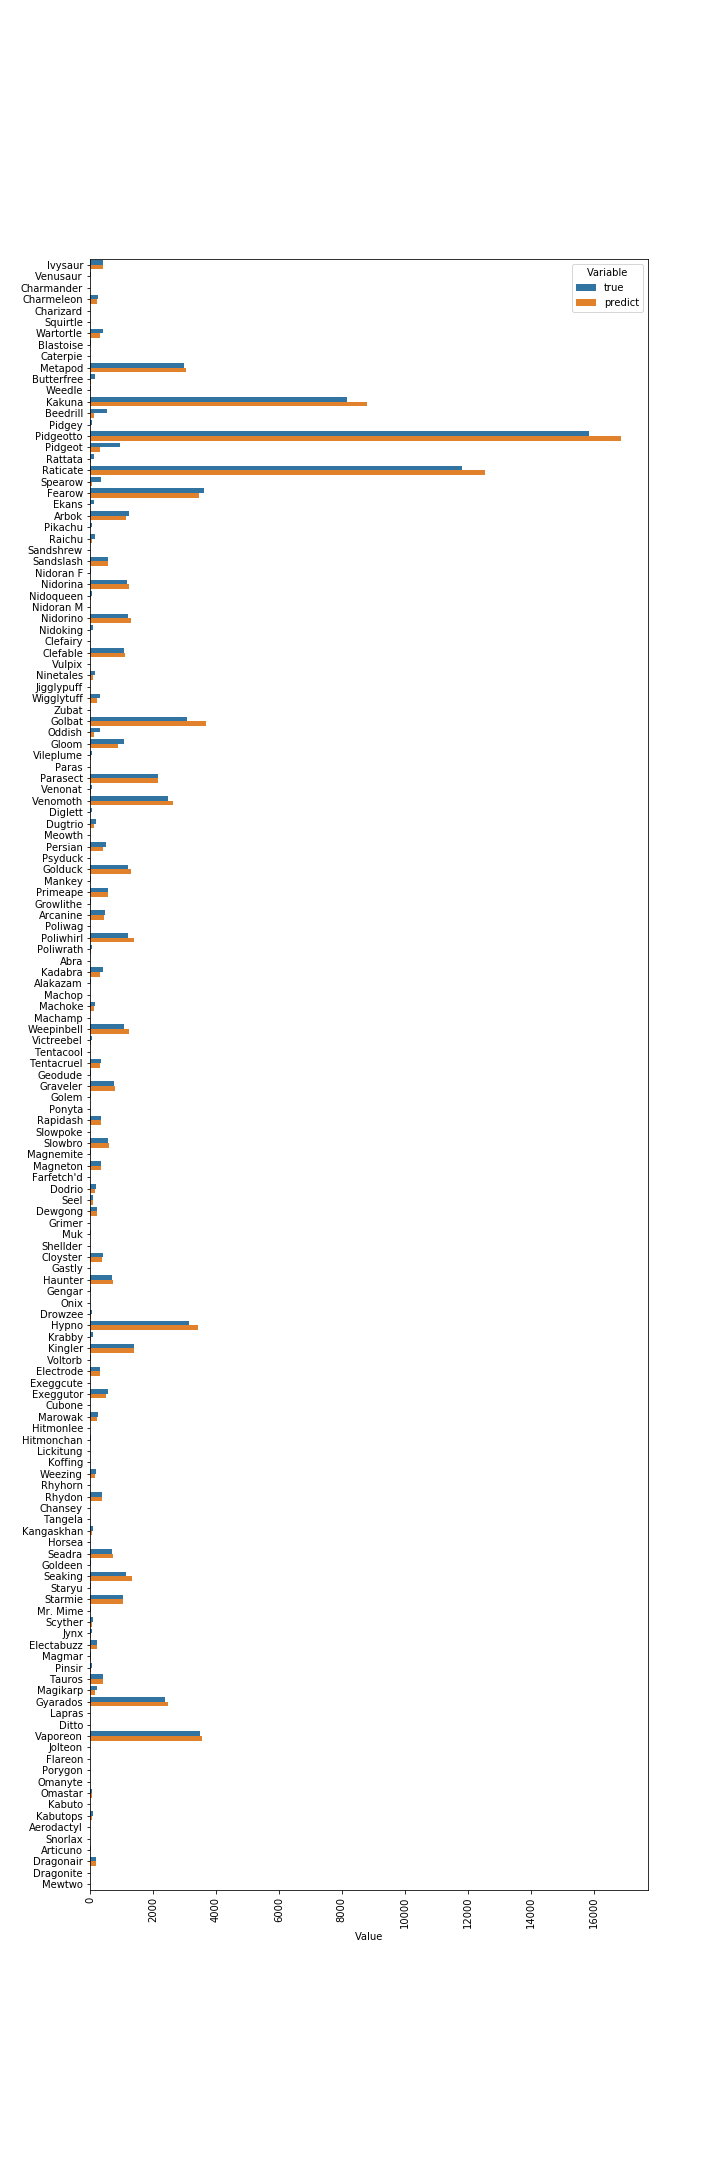 Variable
true
predict
Ivysaur
Venusaur
Charmander
Charmeleon
Charizard
Squirtle
Wartortle
Blastoise
Caterpie
Metapod
Butterfree
Weedle
Kakuna
Beedrill
Pidgey
Pidgeotto
Pidgeot
Rattata
Raticate
Spearow
Fearow
Ekans
Arbok
Pikachu
Raichu
Sandshrew
Sandslash
Nidoran F
Nidorina
Nidoqueen
Nidoran M
Nidorino
Nidoking
Clefairy
Clefable
Vulpix
Ninetales
Jigglypuff
Wigglytuff
Zubat
Golbat
Oddish
Gloom
Vileplume
Paras
Parasect
Venonat
Venomoth
Diglett
Dugtrio
Meowth
Persian
Psyduck
Golduck
Mankey
Primeape
Growlithe
Arcanine
Poliwag
Poliwhirl
Poliwrath
Abra
Kadabra
Alakazam
Machop
Machoke
Machamp
Weepinbell
Victreebel
Tentacool
Tentacruel
Geodude
Graveler
Golem
Ponyta
Rapidash
Slowpoke
Slowbro
Magnemite
Magneton
Farfetch'd
Dodrio
Seel
Dewgong
Grimer
Muk
Shellder
Cloyster
Gastly
Haunter
Gengar
Onix
Drowzee
Hypno
Krabby
Kingler
Voltorb
Electrode
Exeggcute
Exeggutor
Cubone
Marowak
Hitmonlee
Hitmonchan
Lickitung
Koffing
Weezing
Rhyhorn
Rhydon
Chansey
Tangela
Kangaskhan
Horsea
Seadra
Goldeen
Seaking
Staryu
Starmie
Mr. Mime
Scyther
Jynx
Electabuzz
Magmar
Pinsir
Tauros
Magikarp
Gyarados
Lapras
Ditto
Vaporeon
Jolteon
Flareon
Porygon
Omanyte
Omastar
Kabuto
Kabutops
Aerodactyl
Snorlax
Articuno
Dragonair
Dragonite
Mewtwo
0
2000
4000
6000
8000
10000
12000
14000
16000
Value